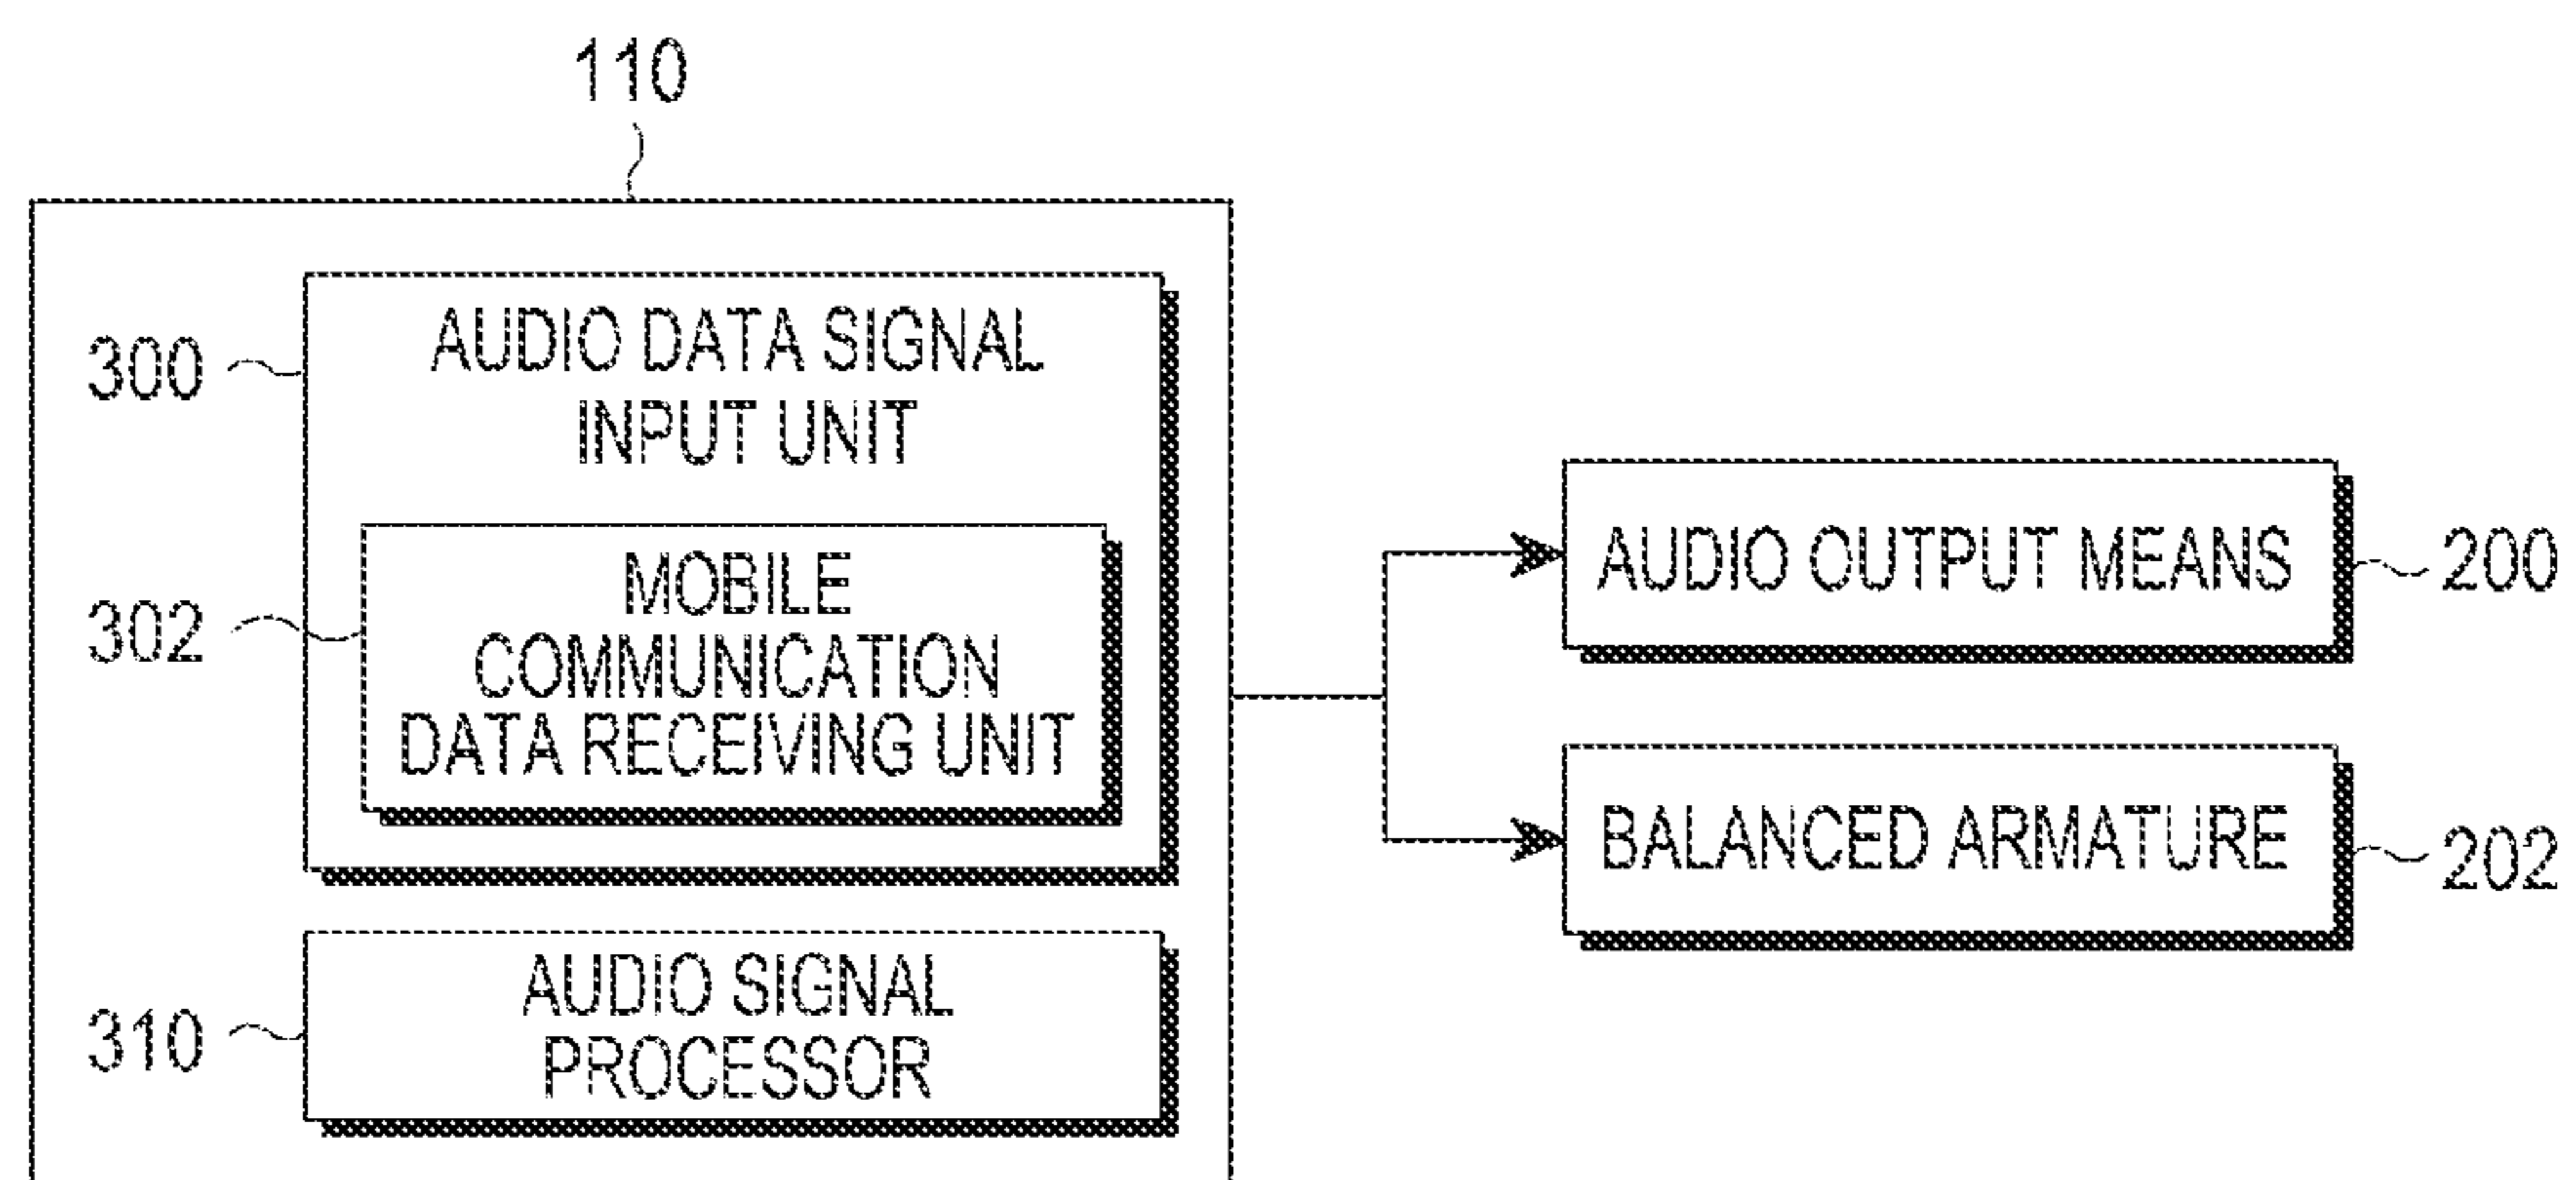 110
300
AUDIO DATA SIGNAL
INPUT UNIT
302
MOBILE
COMMUNICATION
DATA RECEIVING UNIT
310
AUDIO SIGNAL
PROCESSOR
AUDIO OUTPUT MEANS
200
BALANCED ARMATURE
202